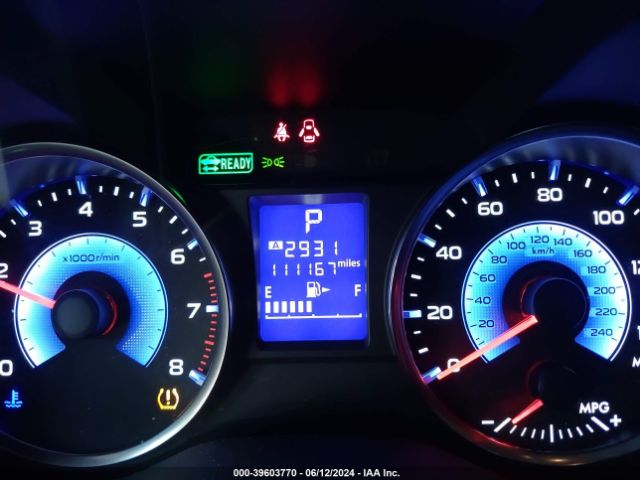 READY
P
A 2931
111167 miles
E F
x1000r/min
0 2 3 4 5 6 7 8
0 20 40 60 80 100
20 40 60 80 100 120 140 160 180 200 220 240
km/h
MPG
- +
000-39603770 - 06/12/2024 - IAA Inc.